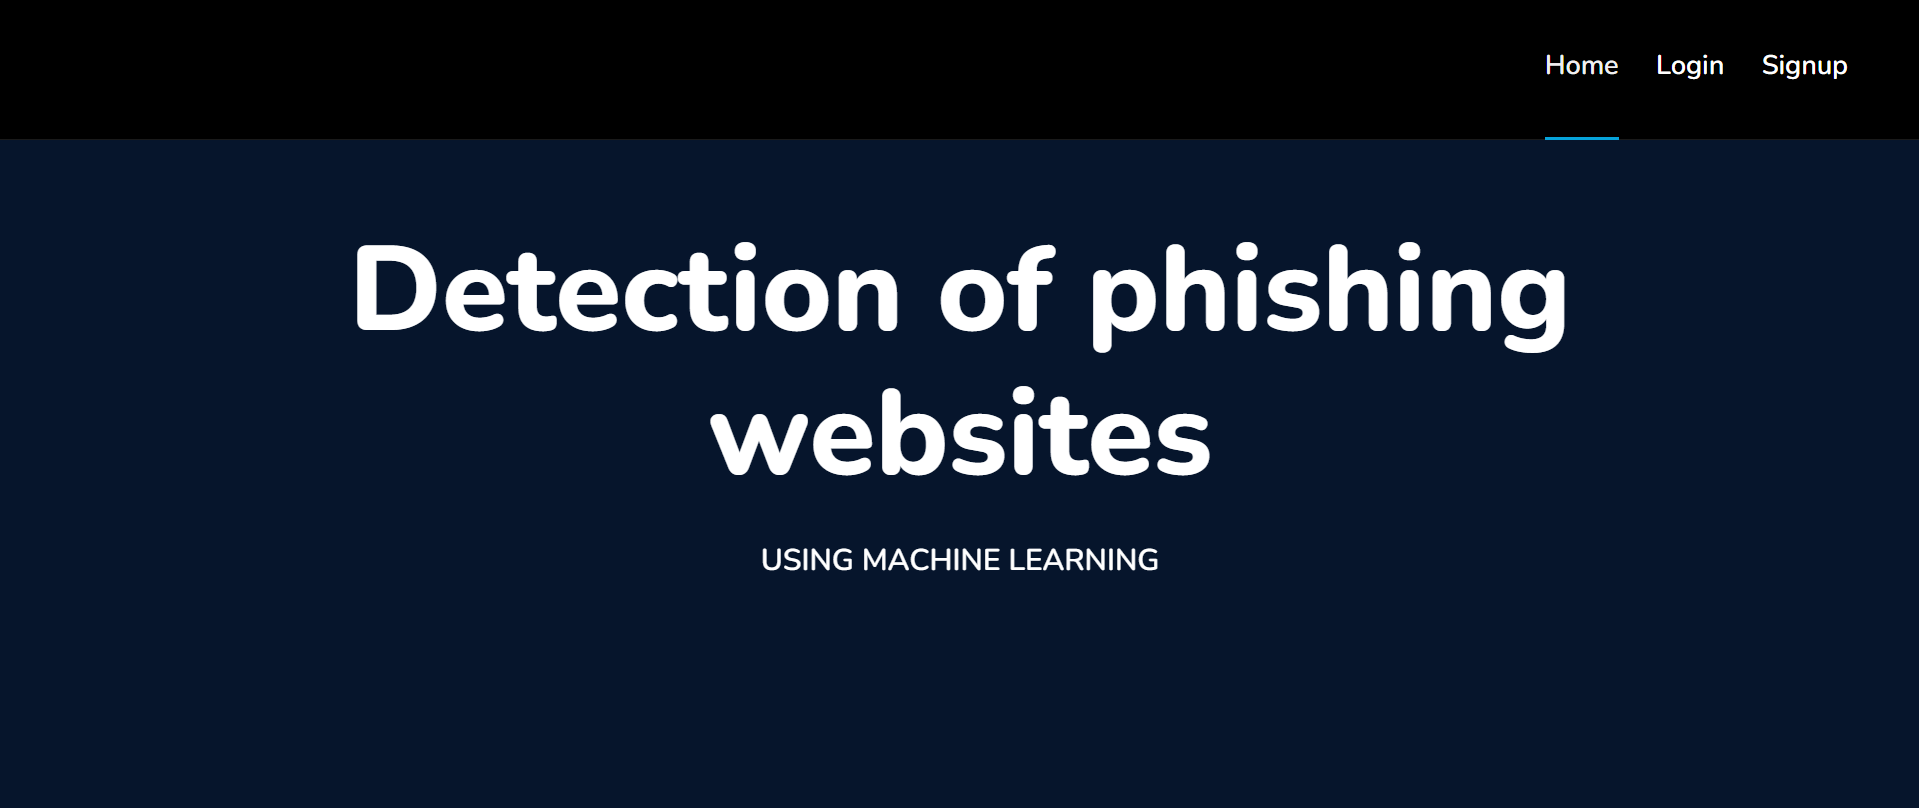 Home Login Signup
Detection of phishing
websites
USING MACHINE LEARNING